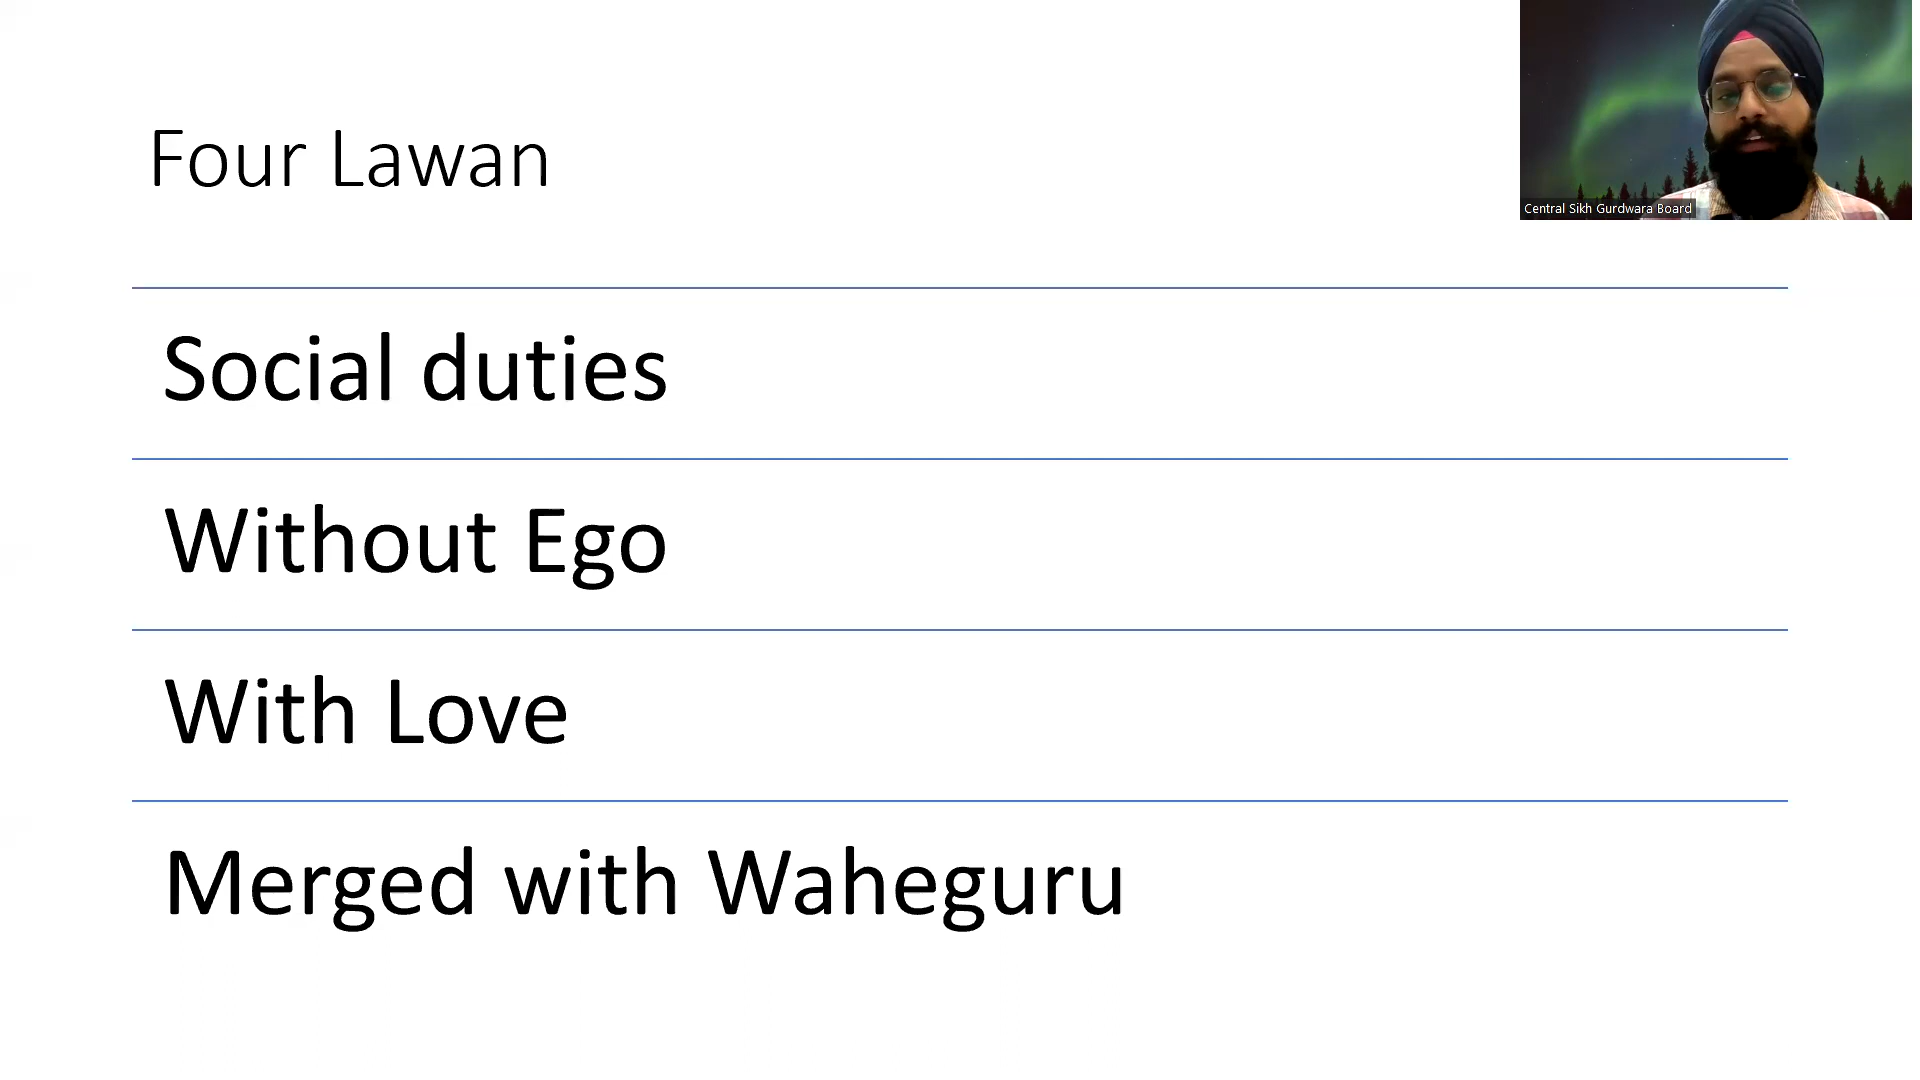 Four Lawan
Central Sikh Gurdwara Board
Social duties
Without Ego
With Love
Merged with Waheguru